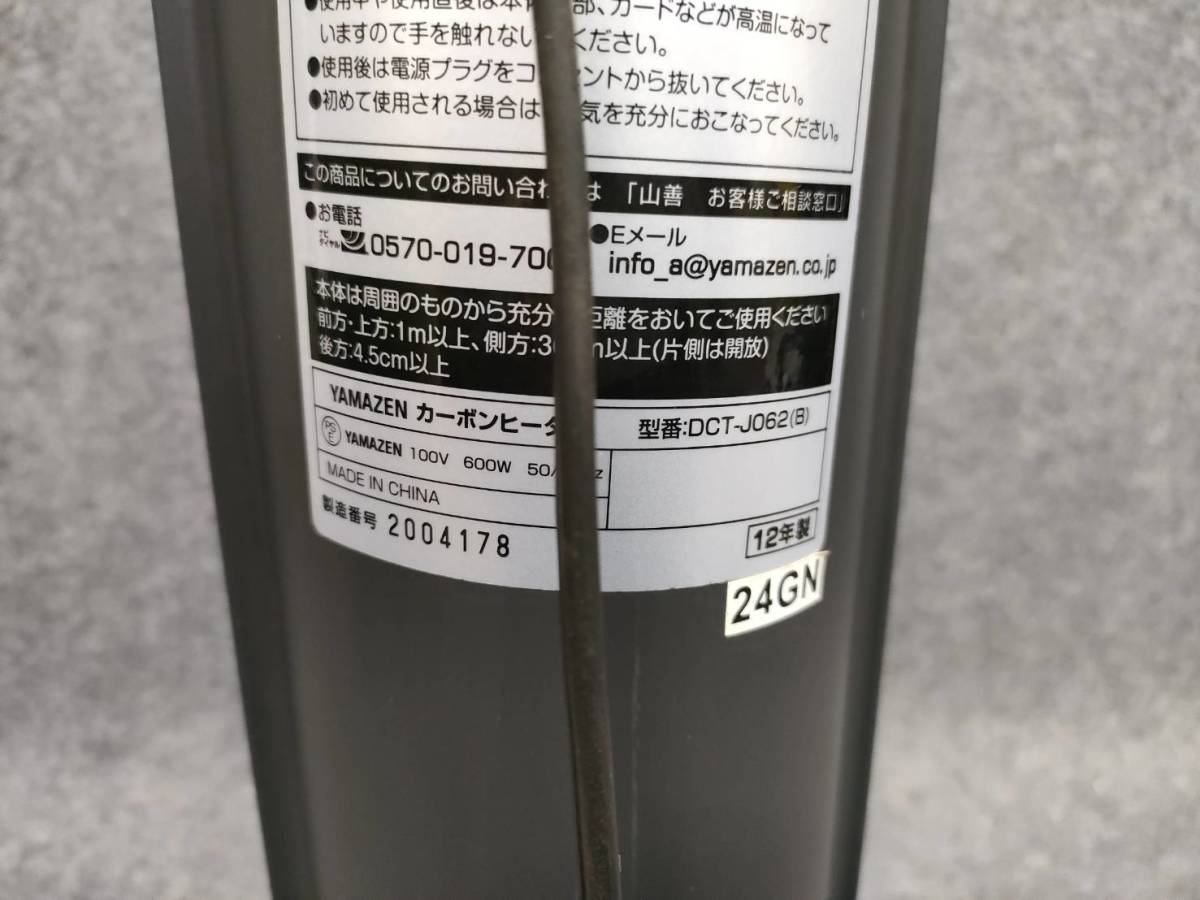 ●使用中や使用直後は本体 部、ガードなどが高温になって
いますので手を触れない ください。
●使用後は電源プラグをコ セントから抜いてください。
●初めて使用される場合は 気を充分におこなってください。
この商品についてのお問い合わ は 「山善 お客様ご相談窓口」
●お電話
ナビダイヤル 0570-019-700
●Eメール
info_a@yamazen.co.jp
本体は周囲のものから充分 距離をおいてご使用ください
前方・上方:1m以上、側方:3 m以上(片側は開放)
後方:4.5cm以上
YAMAZEN カーボンヒータ 型番:DCT-J062(B)
PSE YAMAZEN 100V 600W 50/ z
MADE IN CHINA
製造番号 2004178
12年製
24GN